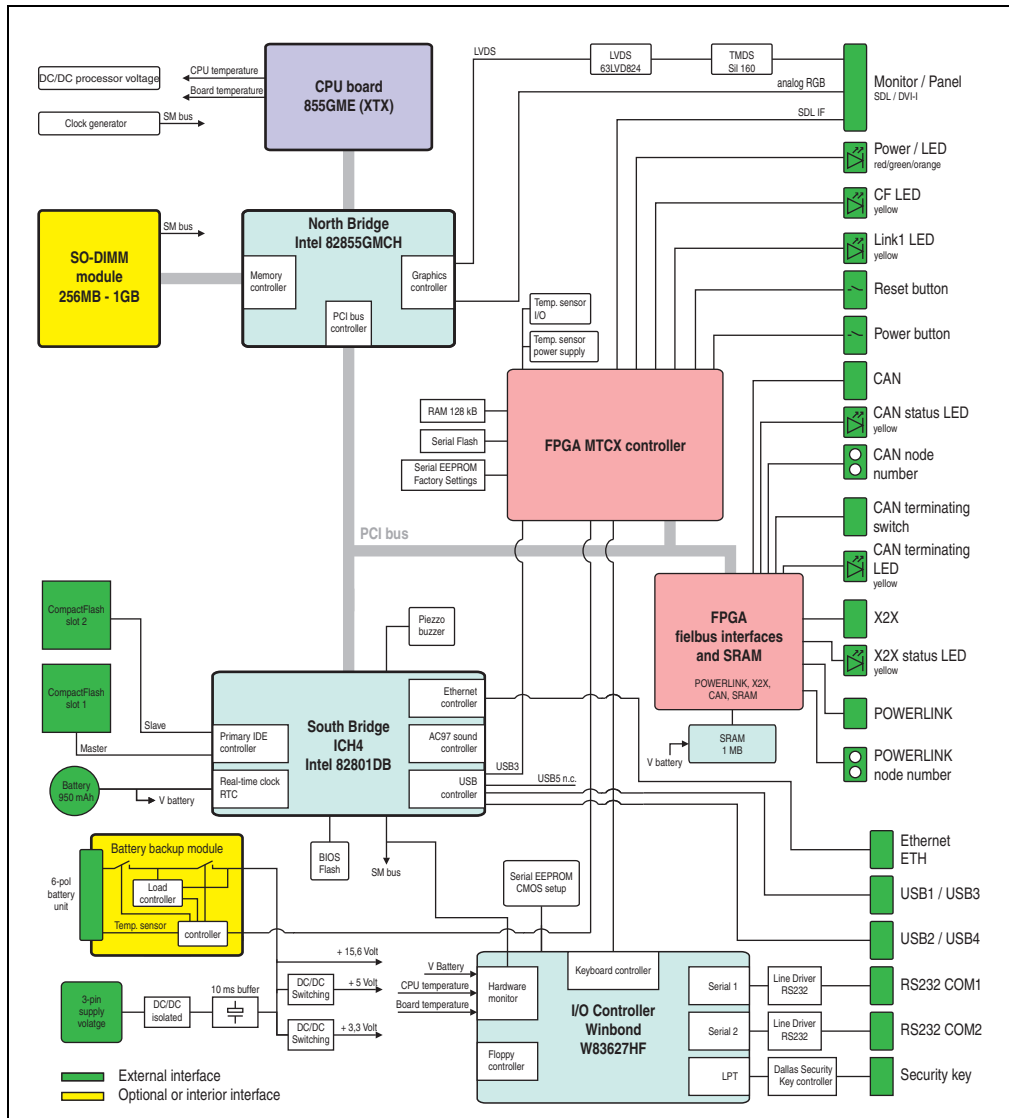 DC/DC processor voltage
CPU temperature
Board temperature
Clock generator
SM bus
CPU board
855GME (XTX)
LVDS
LVDS
63LVD824
TMDS
Sil 160
analog RGB
SDL IF
Monitor / Panel
SDL / DVI-I
Power / LED
red/green/orange
CF LED
yellow
Link1 LED
yellow
Reset button
Power button
CAN
CAN status LED
yellow
CAN node
number
CAN terminating
switch
CAN terminating
LED
yellow
X2X
X2X status LED
yellow
POWERLINK
POWERLINK
node number
SO-DIMM
module
256MB - 1GB
SM bus
North Bridge
Intel 82855GMCH
Memory
controller
Graphics
controller
PCI bus
controller
Temp. sensor
I/O
Temp. sensor
power supply
RAM 128 kB
Serial Flash
Serial EEPROM
Factory Settings
FPGA MTCX controller
PCI bus
FPGA
fielbus interfaces
and SRAM
POWERLINK, X2X,
CAN, SRAM
SRAM
1 MB
V battery
CompactFlash
slot 2
CompactFlash
slot 1
Slave
Master
Battery
950 mAh
V battery
Piezzo
buzzer
South Bridge
ICH4
Intel 82801DB
Primary IDE
controller
Real-time clock
RTC
Ethernet
controller
AC97 sound
controller
USB
controller
USB3
USB5 n.c.
BIOS
Flash
SM bus
Ethernet
ETH
USB1 / USB3
USB2 / USB4
RS232 COM1
RS232 COM2
Security key
Battery backup module
6-pol
battery
unit
Load
controller
Temp. sensor
controller
3-pin
supply
volatge
DC/DC
isolated
10 ms buffer
DC/DC
Switching
DC/DC
Switching
+ 15,6 Volt
+ 5 Volt
+ 3,3 Volt
Serial EEPROM
CMOS setup
V Battery
CPU temperature
Board temperature
Hardware
monitor
Keyboard controller
Floppy
controller
I/O Controller
Winbond
W83627HF
Serial 1
Serial 2
LPT
Line Driver
RS232
Line Driver
RS232
Dallas Security
Key controller
External interface
Optional or interior interface